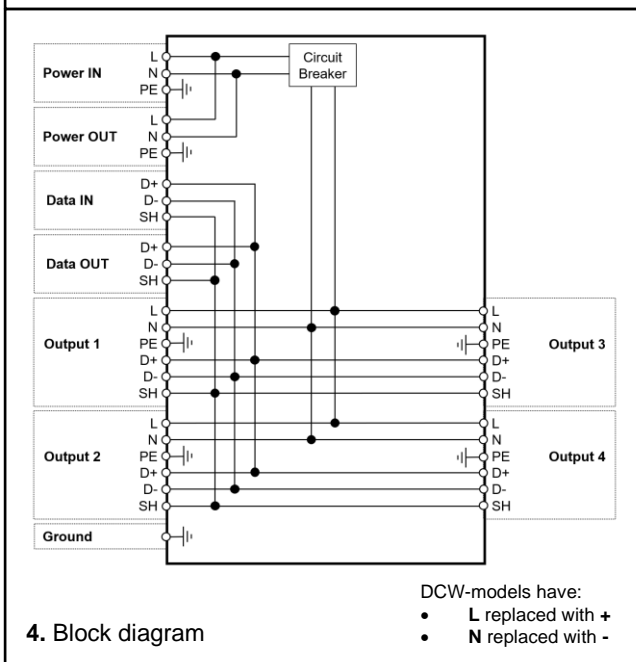 Circuit
Breaker
Power IN
L
N
PE
Power OUT
L
N
PE
Data IN
D+
D-
SH
Data OUT
D+
D-
SH
Output 1
L
N
PE
D+
D-
SH
L
N
PE
D+
D-
SH
Output 3
Output 2
L
N
PE
D+
D-
SH
L
N
PE
D+
D-
SH
Output 4
Ground
4. Block diagram
DCW-models have:
• L replaced with +
• N replaced with -